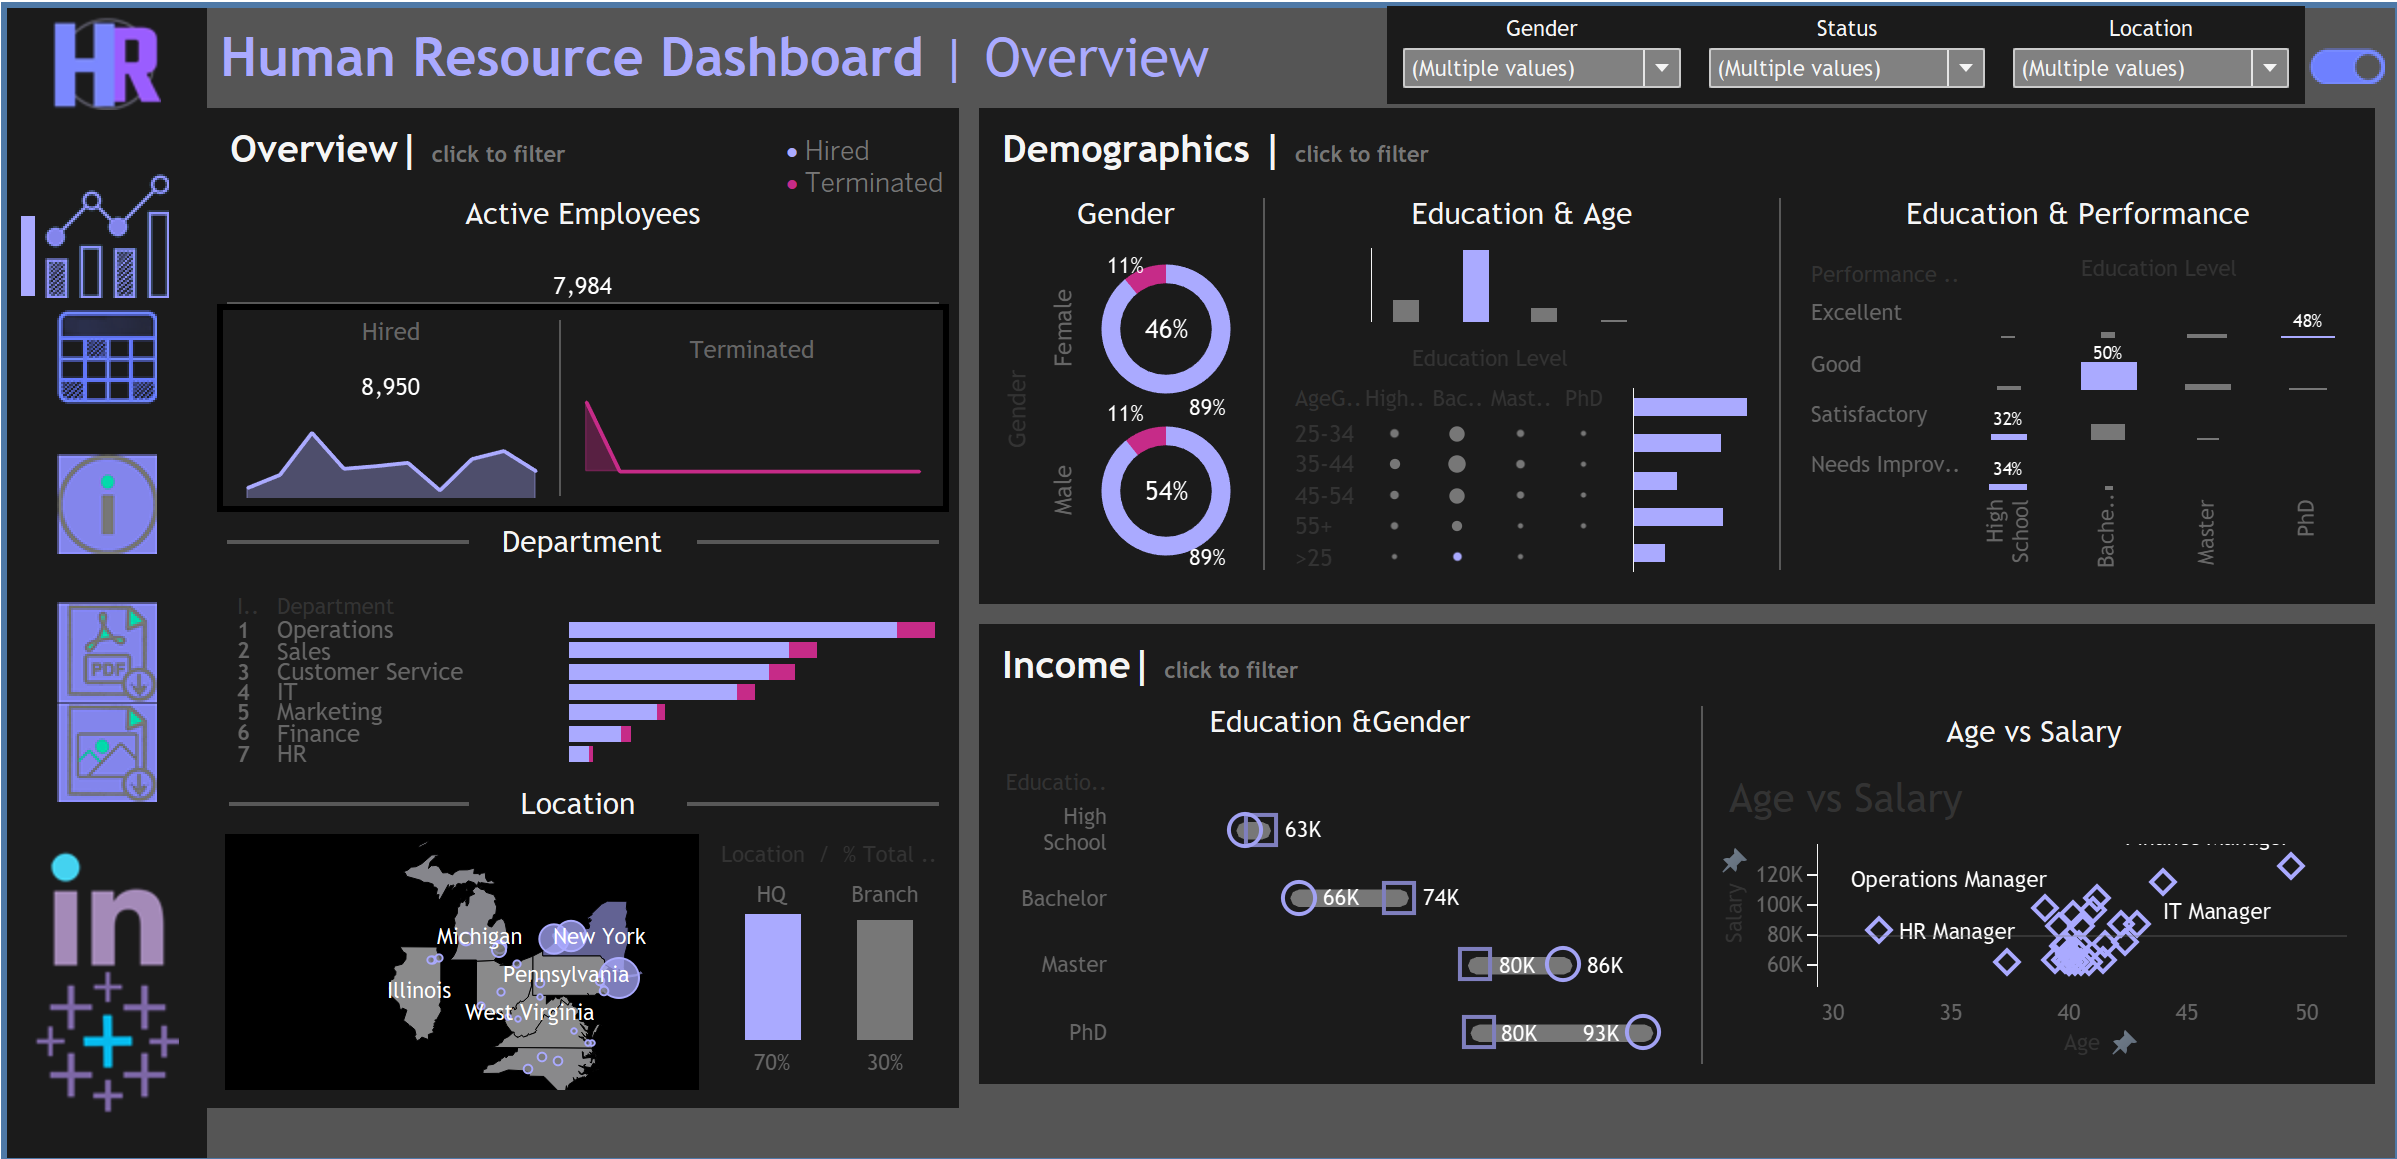 HR
Human Resource Dashboard | Overview
Gender
Status
Location
(Multiple values)
(Multiple values)
(Multiple values)
Overview| click to filter
Hired
Terminated
Active Employees
7,984
Hired
8,950
Terminated
Department
I.. Department
1 Operations
2 Sales
3 Customer Service
4 IT
5 Marketing
6 Finance
7 HR
Location
Michigan
New York
Pennsylvania
Illinois
West Virginia
Location / % Total ..
HQ
Branch
70%
30%
PDF
in
Demographics | click to filter
Gender
Gender
Female
11%
46%
89%
Male
11%
54%
89%
Education & Age
Education Level
AgeG.. High.. Bac.. Mast.. PhD
25-34
35-44
45-54
55+
>25
Education & Performance
Performance ..
Education Level
Excellent
48%
Good
50%
Satisfactory
32%
Needs Improv..
34%
High
School
Bache..
Master
PhD
Income| click to filter
Education &Gender
Educatio..
High
School
63K
Bachelor
66K
74K
Master
80K
86K
PhD
80K
93K
Age vs Salary
Age vs Salary
Salary
120K
100K
80K
60K
Operations Manager
IT Manager
HR Manager
30
35
40
45
50
Age